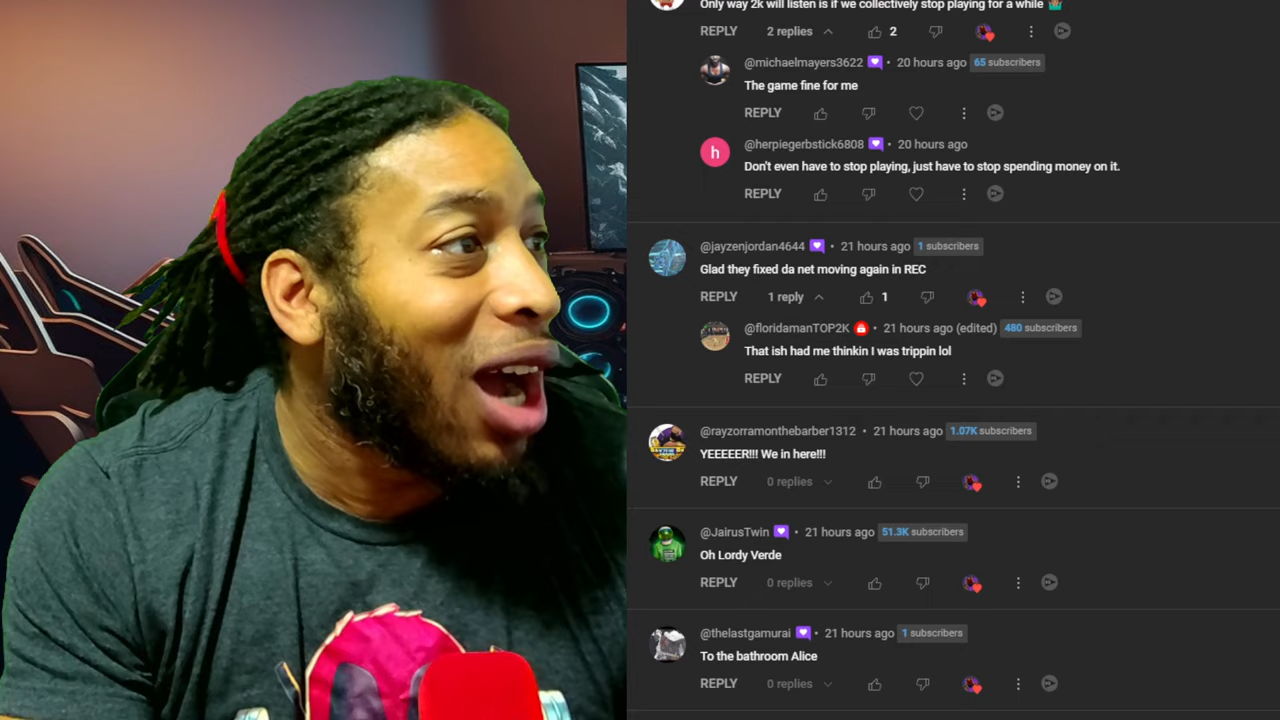 Only way 2k will listen is if we collectively stop playing for a while
REPLY 2 replies 2
@michaelmayers3622 • 20 hours ago 65 subscribers
The game fine for me
REPLY
h @herpiegerbstick6808 • 20 hours ago
Don't even have to stop playing, just have to stop spending money on it.
REPLY
@jayzenjordan4644 • 21 hours ago 1 subscribers
Glad they fixed da net moving again in REC
REPLY 1 reply 1
@floridamanTOP2K • 21 hours ago (edited) 480 subscribers
That ish had me thinkin I was trippin lol
REPLY
@rayzorramonthebarber1312 • 21 hours ago 1.07K subscribers
YEEEEER!!! We in here!!!
REPLY 0 replies
@JairusTwin • 21 hours ago 51.3K subscribers
Oh Lordy Verde
REPLY 0 replies
@thelastgamurai • 21 hours ago 1 subscribers
To the bathroom Alice
REPLY 0 replies